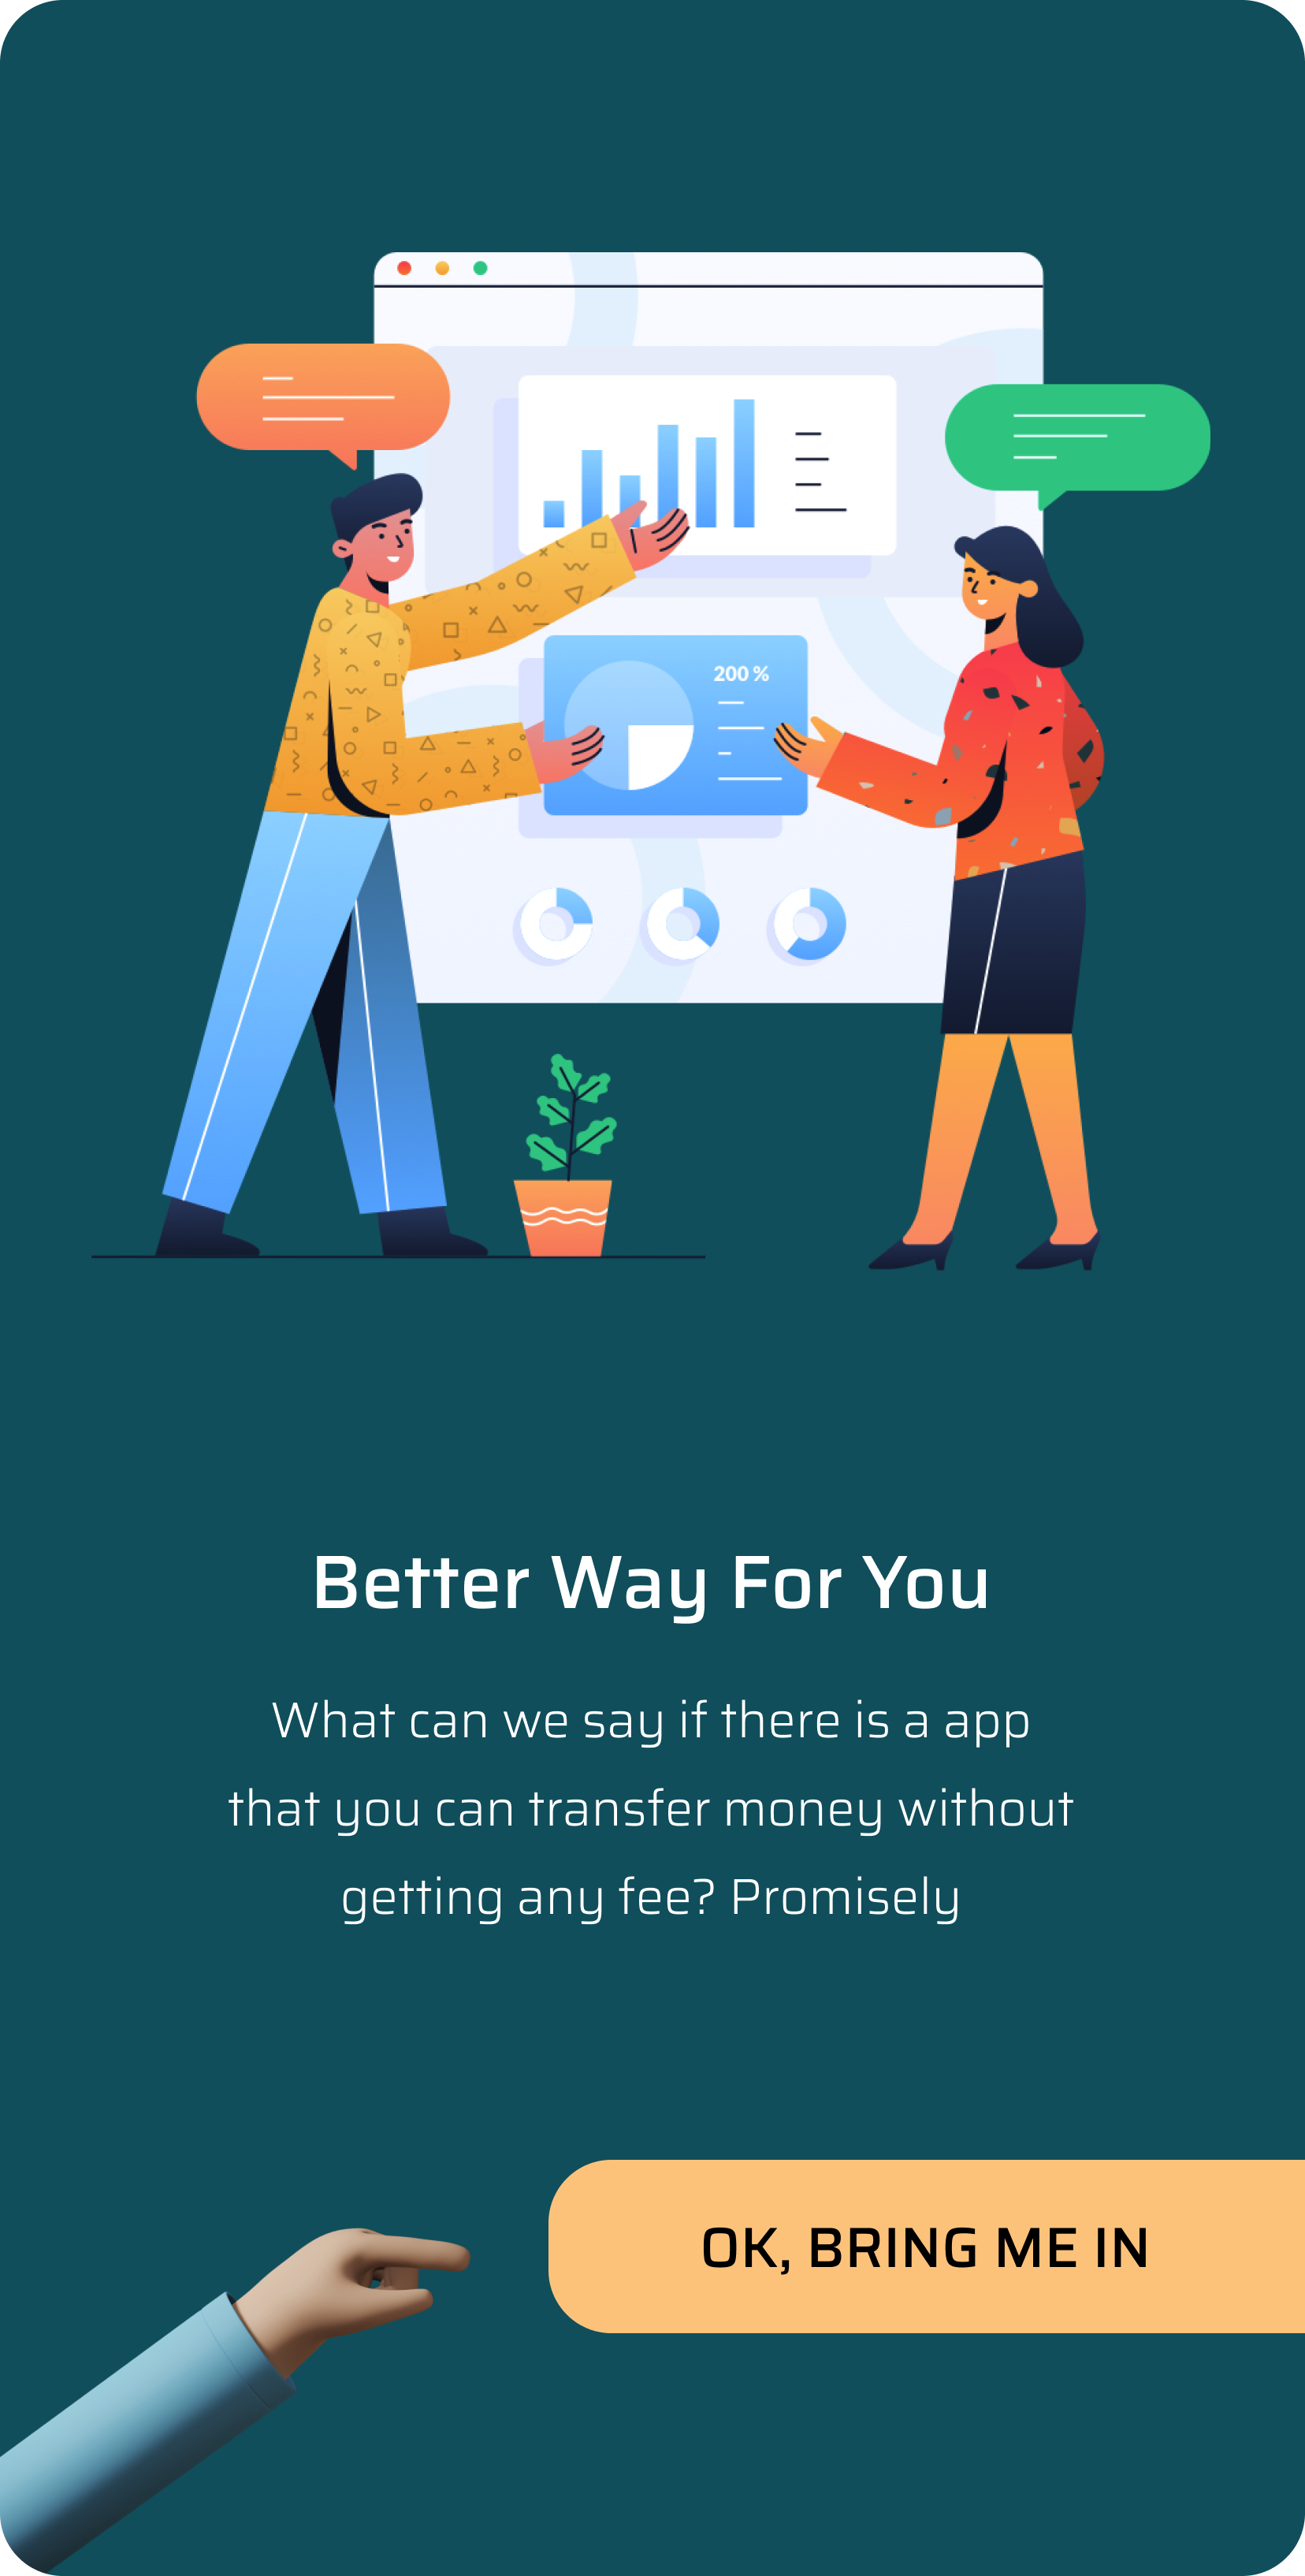 200 %
Better Way For You
What can we say if there is a app
that you can transfer money without
getting any fee? Promisely
OK, BRING ME IN